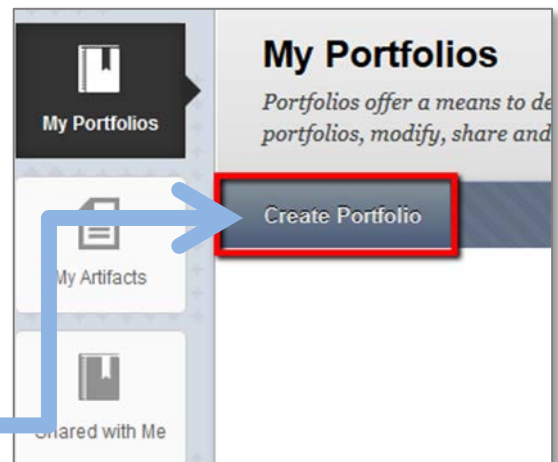 My Portfolios
My Portfolios
Portfolios offer a means to de
portfolios, modify, share and
Create Portfolio
My Artifacts
Shared with Me